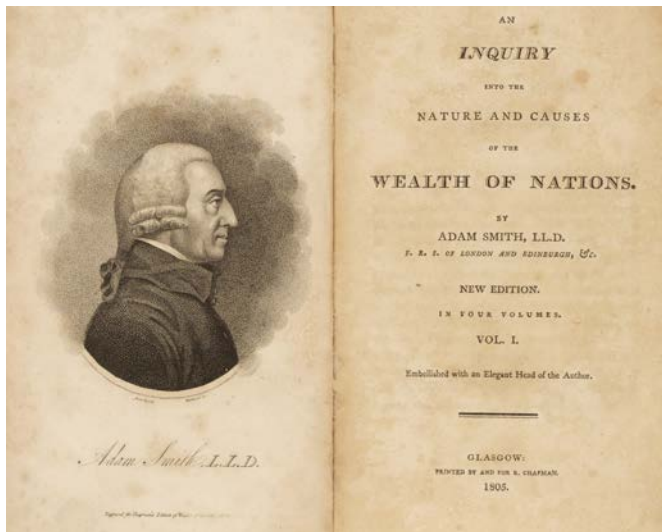 Adam Smith L.L.D.
AN
INQUIRY
INTO THE
NATURE AND CAUSES
OF THE
WEALTH OF NATIONS.
BY
ADAM SMITH, LL.D.
F. R. S. OF LONDON AND EDINBURGH, &c.
NEW EDITION.
IN FOUR VOLUMES.
VOL. I.
Embellished with an Elegant Head of the Author.
GLASGOW:
PRINTED BY AND FOR R. CHAPMAN.
1805.